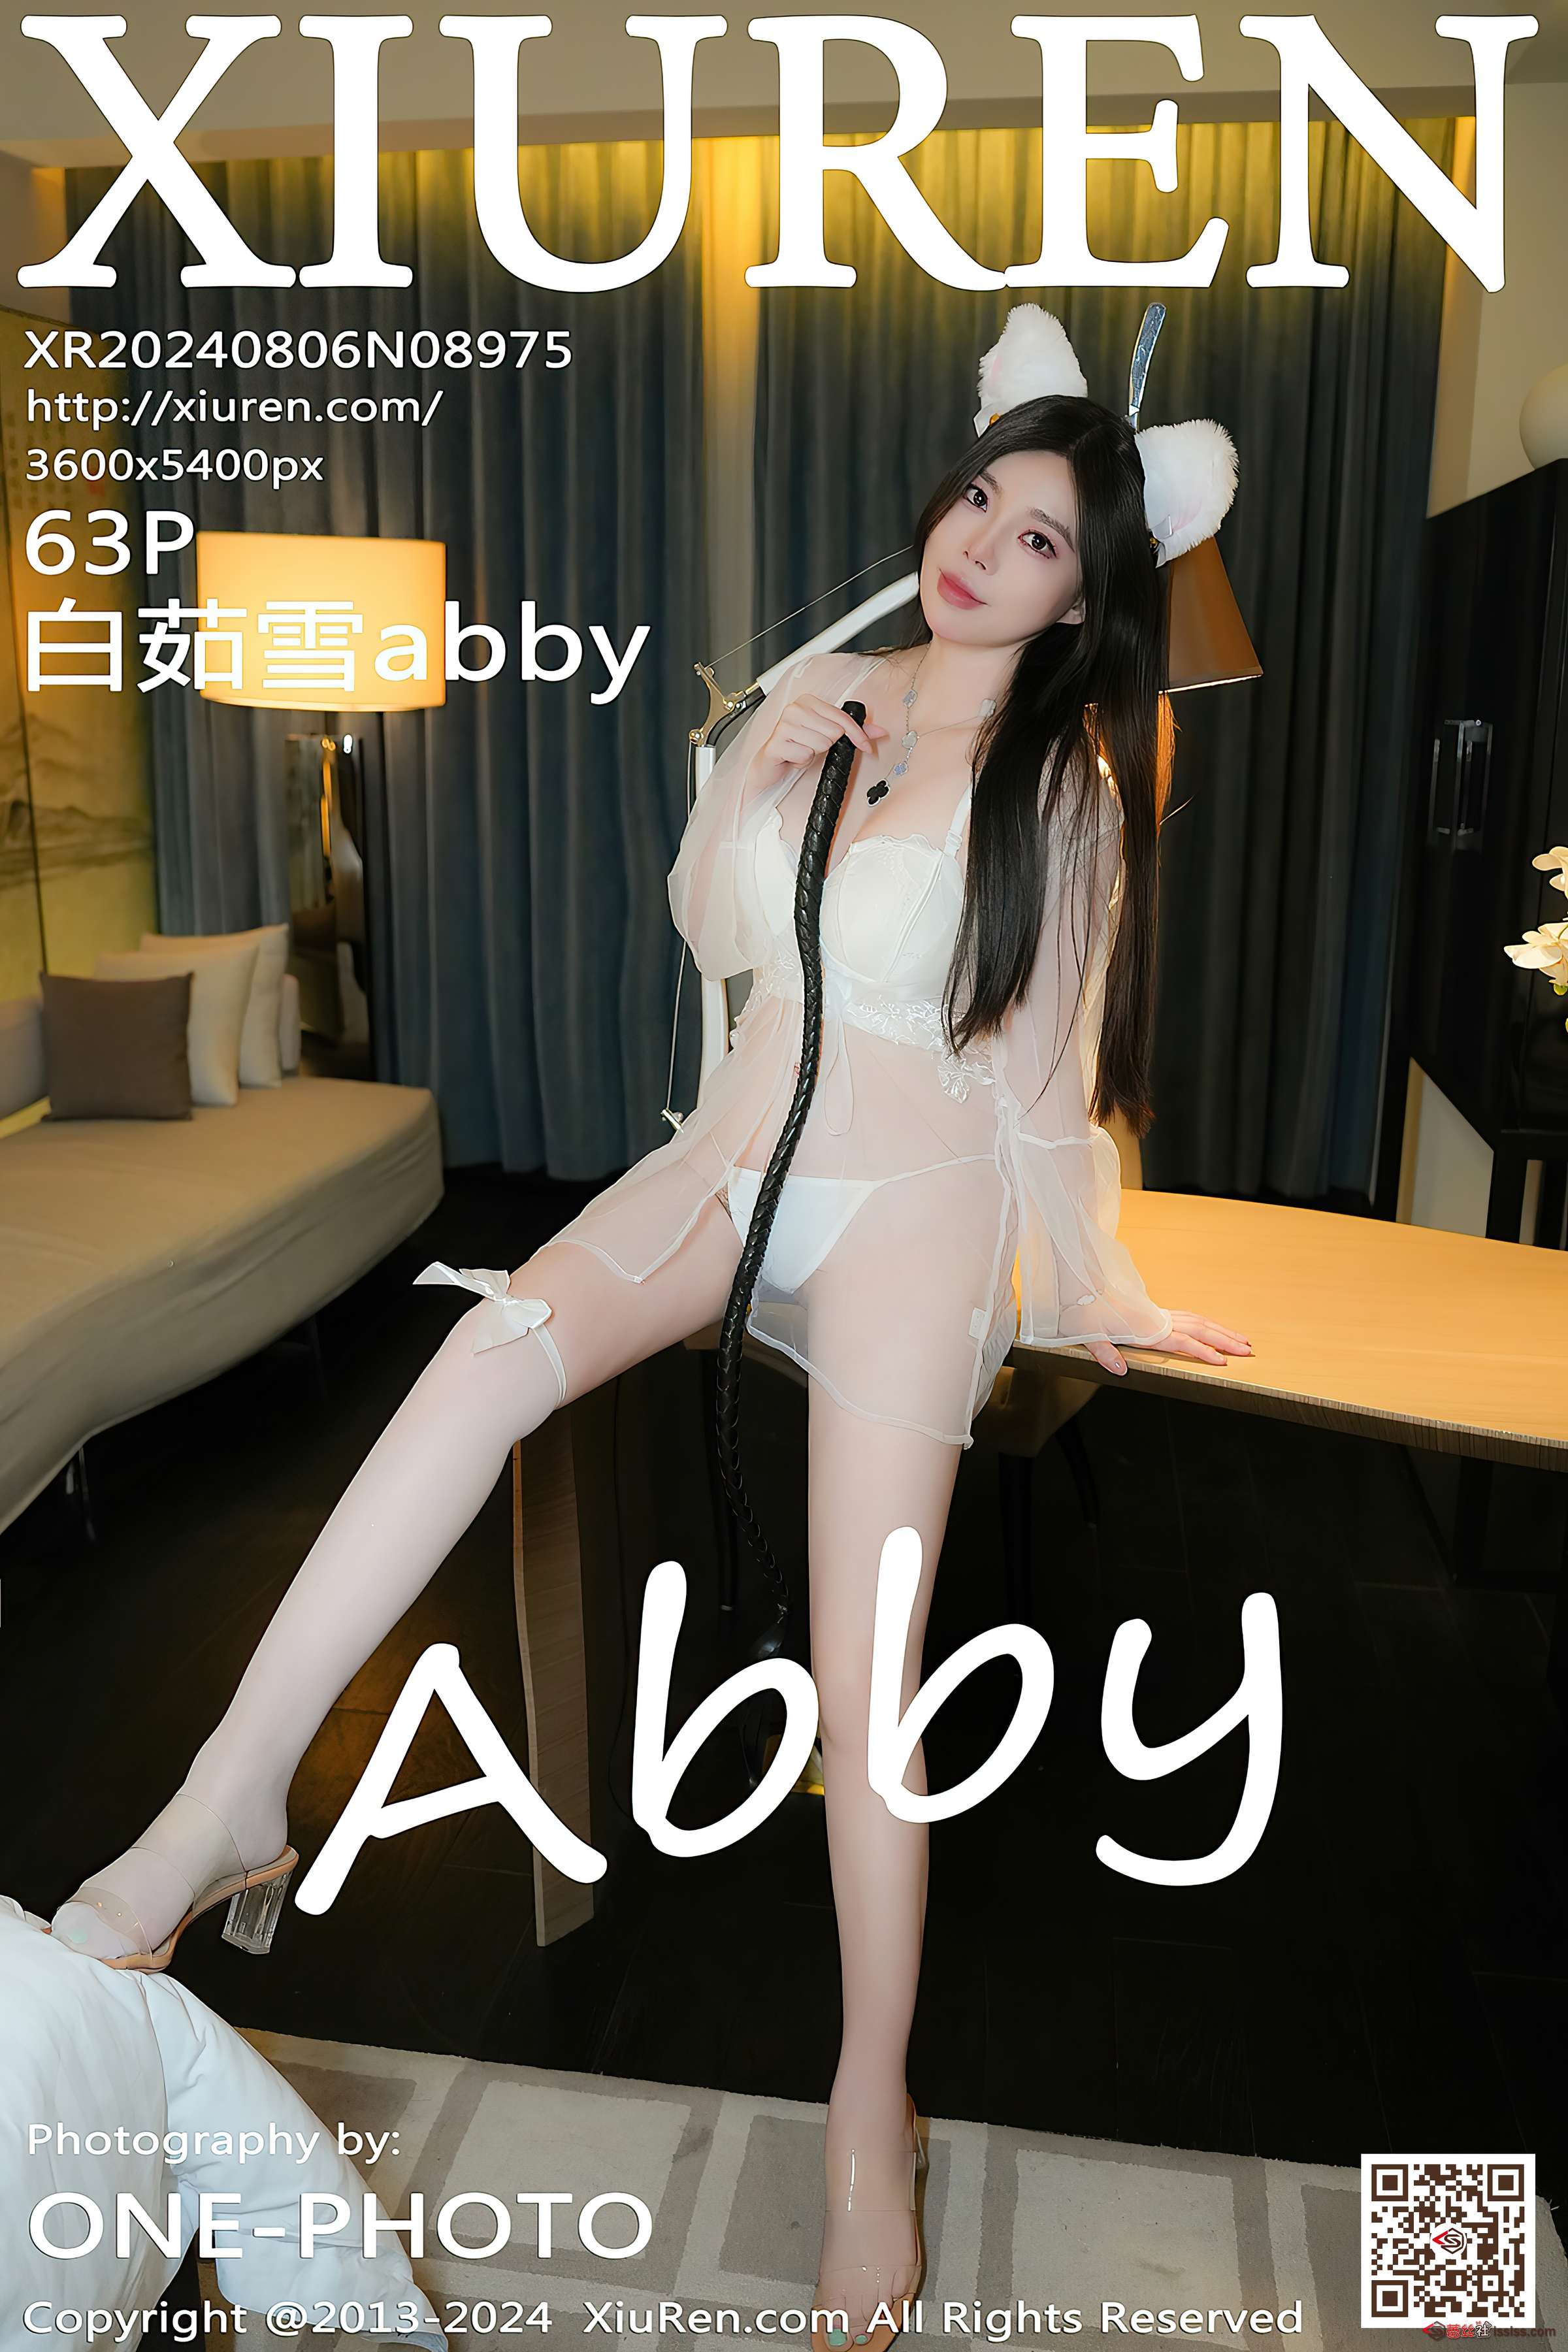 XIUREN
XR20240806N08975
http://xiuren.com/
3600x5400px
63P
白茹雪abby
Abby
Photography by:
ONE-PHOTO
Copyright @2013-2024 XiuRen.com All Rights Reserved